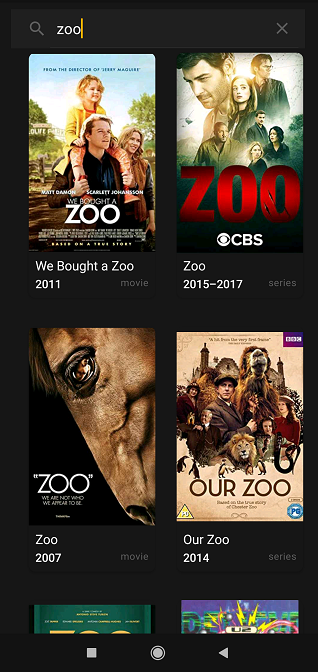 zoo
FROM THE DIRECTOR OF 'JERRY MAGUIRE'
MATT DAMON SCARLETT JOHANSSON
WE BOUGHT A
ZOO
BASED ON A TRUE STORY
We Bought a Zoo
2011 movie
ZOO
CBS
Zoo
2015–2017 series
"ZOO"
WE ARE NOT WHO
WE APPEAR TO BE.
Zoo
2007 movie
BBC
OUR ZOO
Based on the true story
of Chester Zoo
PG
Our Zoo
2014 series
U2